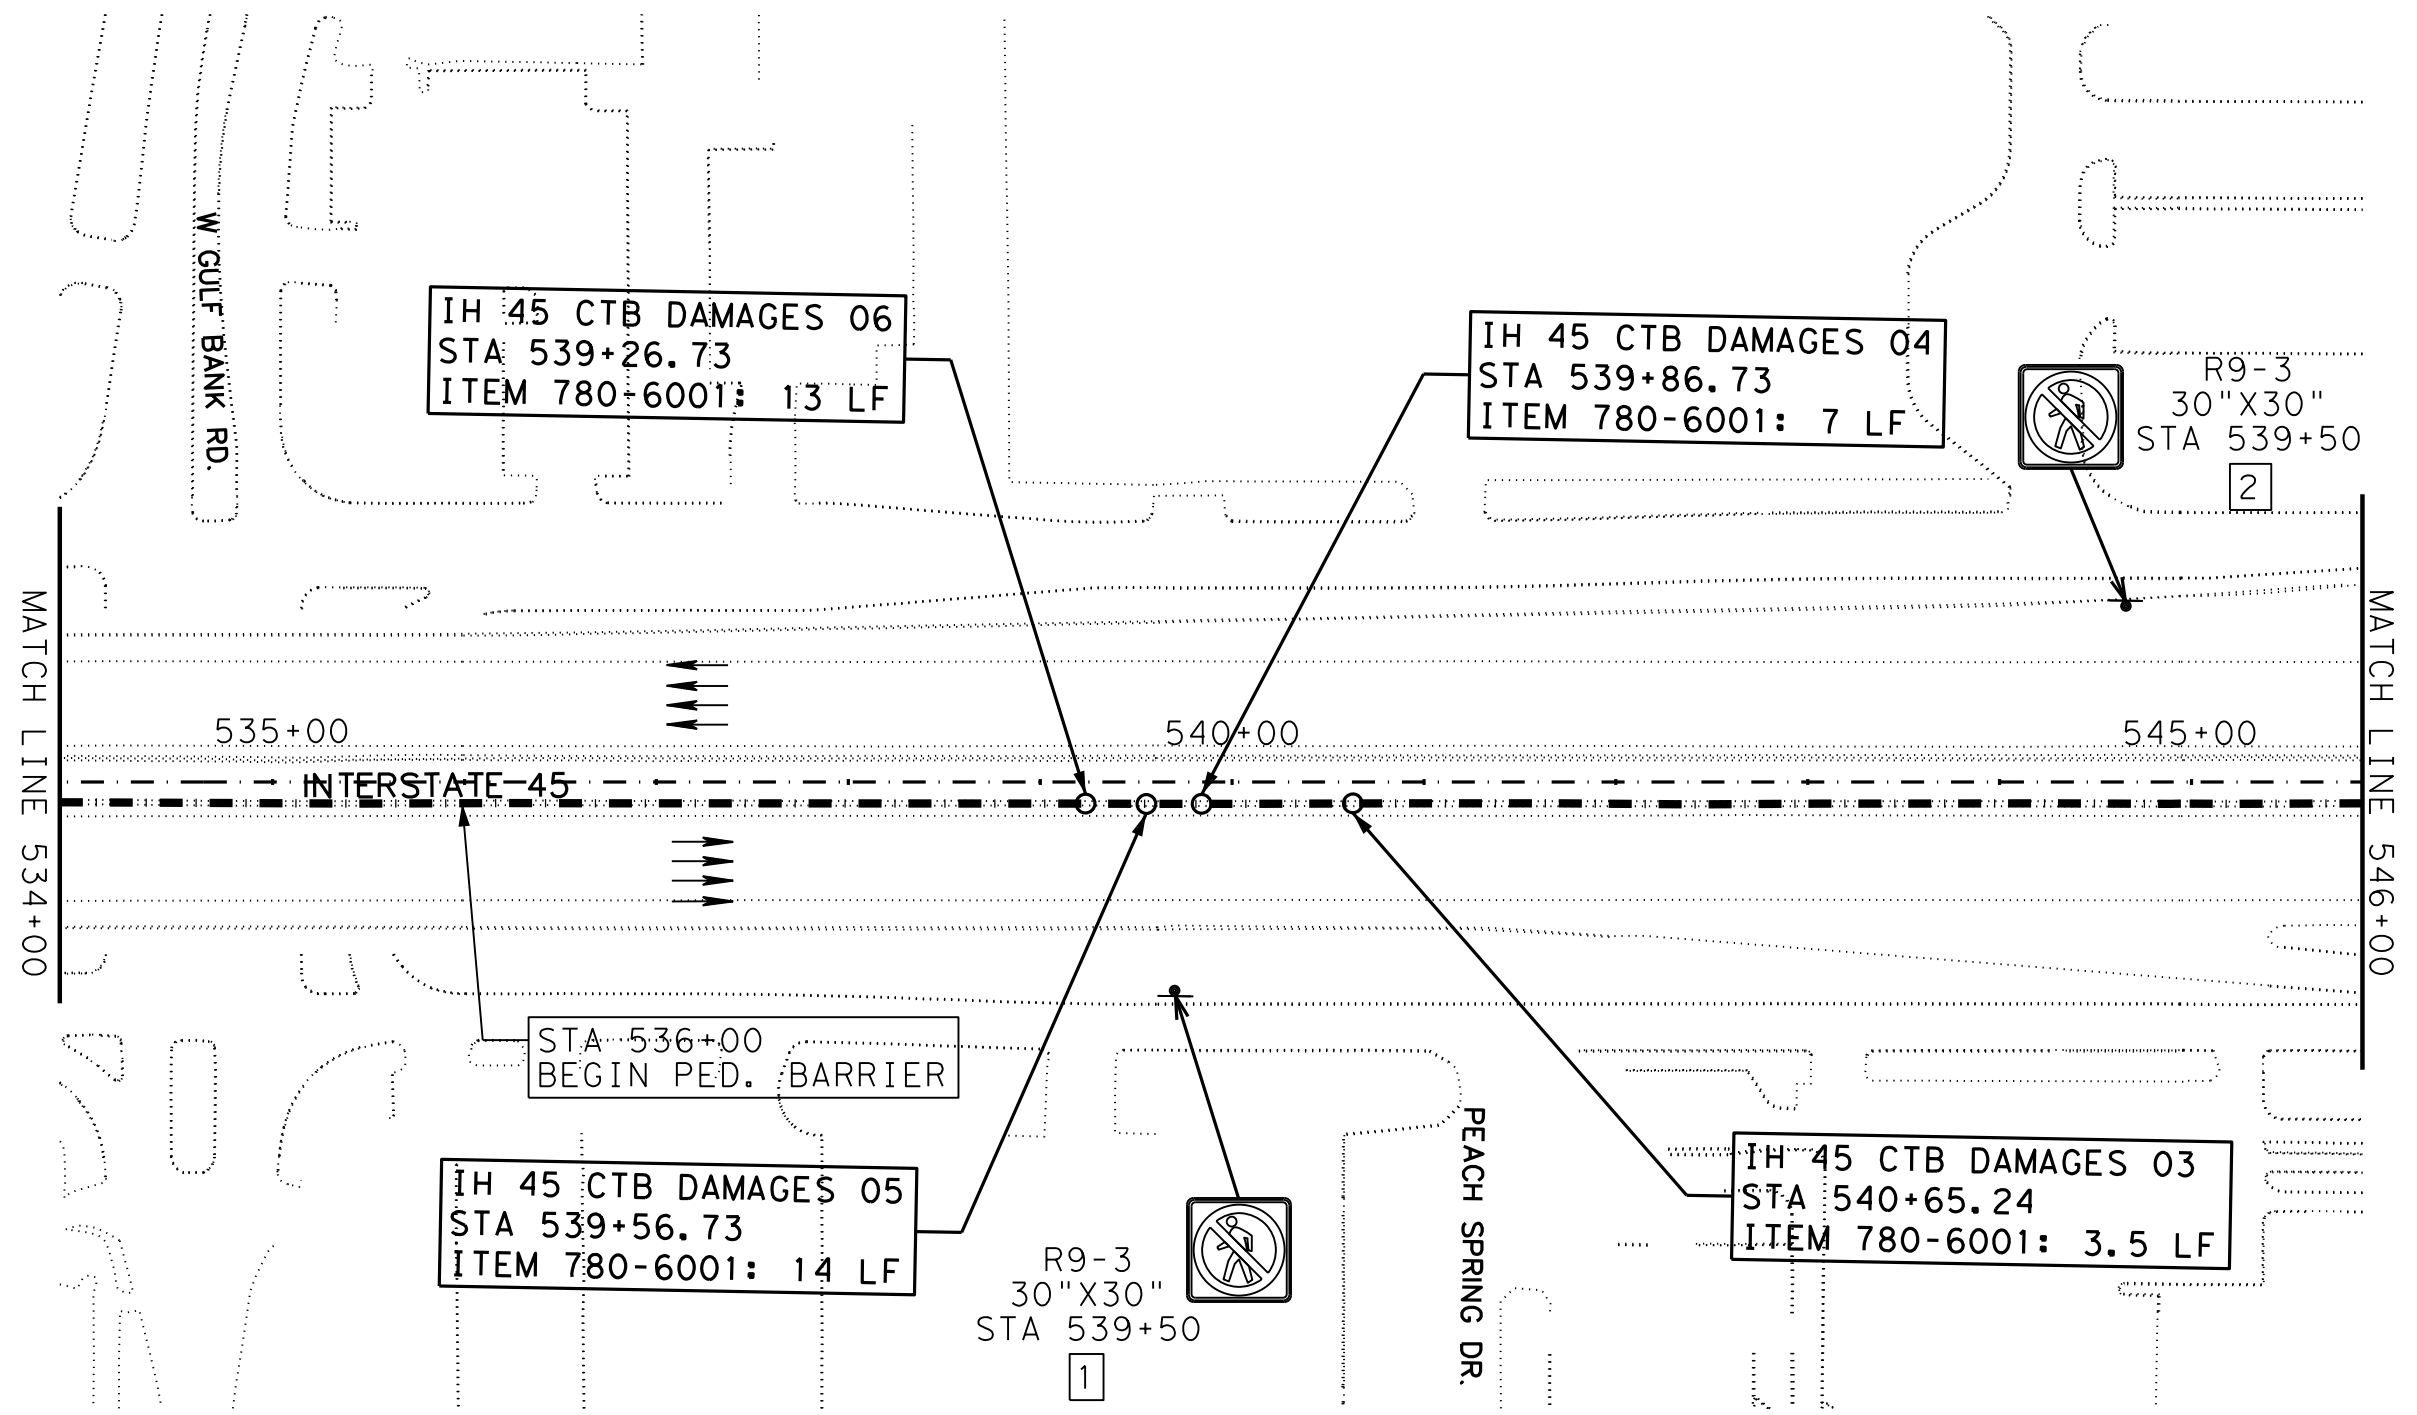 W GULF BANK RD.
IH 45 CTB DAMAGES 06
STA 539+26.73
ITEM 780-6001: 13 LF
IH 45 CTB DAMAGES 04
STA 539+86.73
ITEM 780-6001: 7 LF
R9-3
30"X30"
STA 539+50
2
MATCH LINE 534+00
MATCH LINE 546+00
535+00
540+00
545+00
INTERSTATE 45
STA 536+00
BEGIN PED. BARRIER
IH 45 CTB DAMAGES 05
STA 539+56.73
ITEM 780-6001: 14 LF
R9-3
30"X30"
STA 539+50
1
PEACH SPRING DR.
IH 45 CTB DAMAGES 03
STA 540+65.24
ITEM 780-6001: 3.5 LF